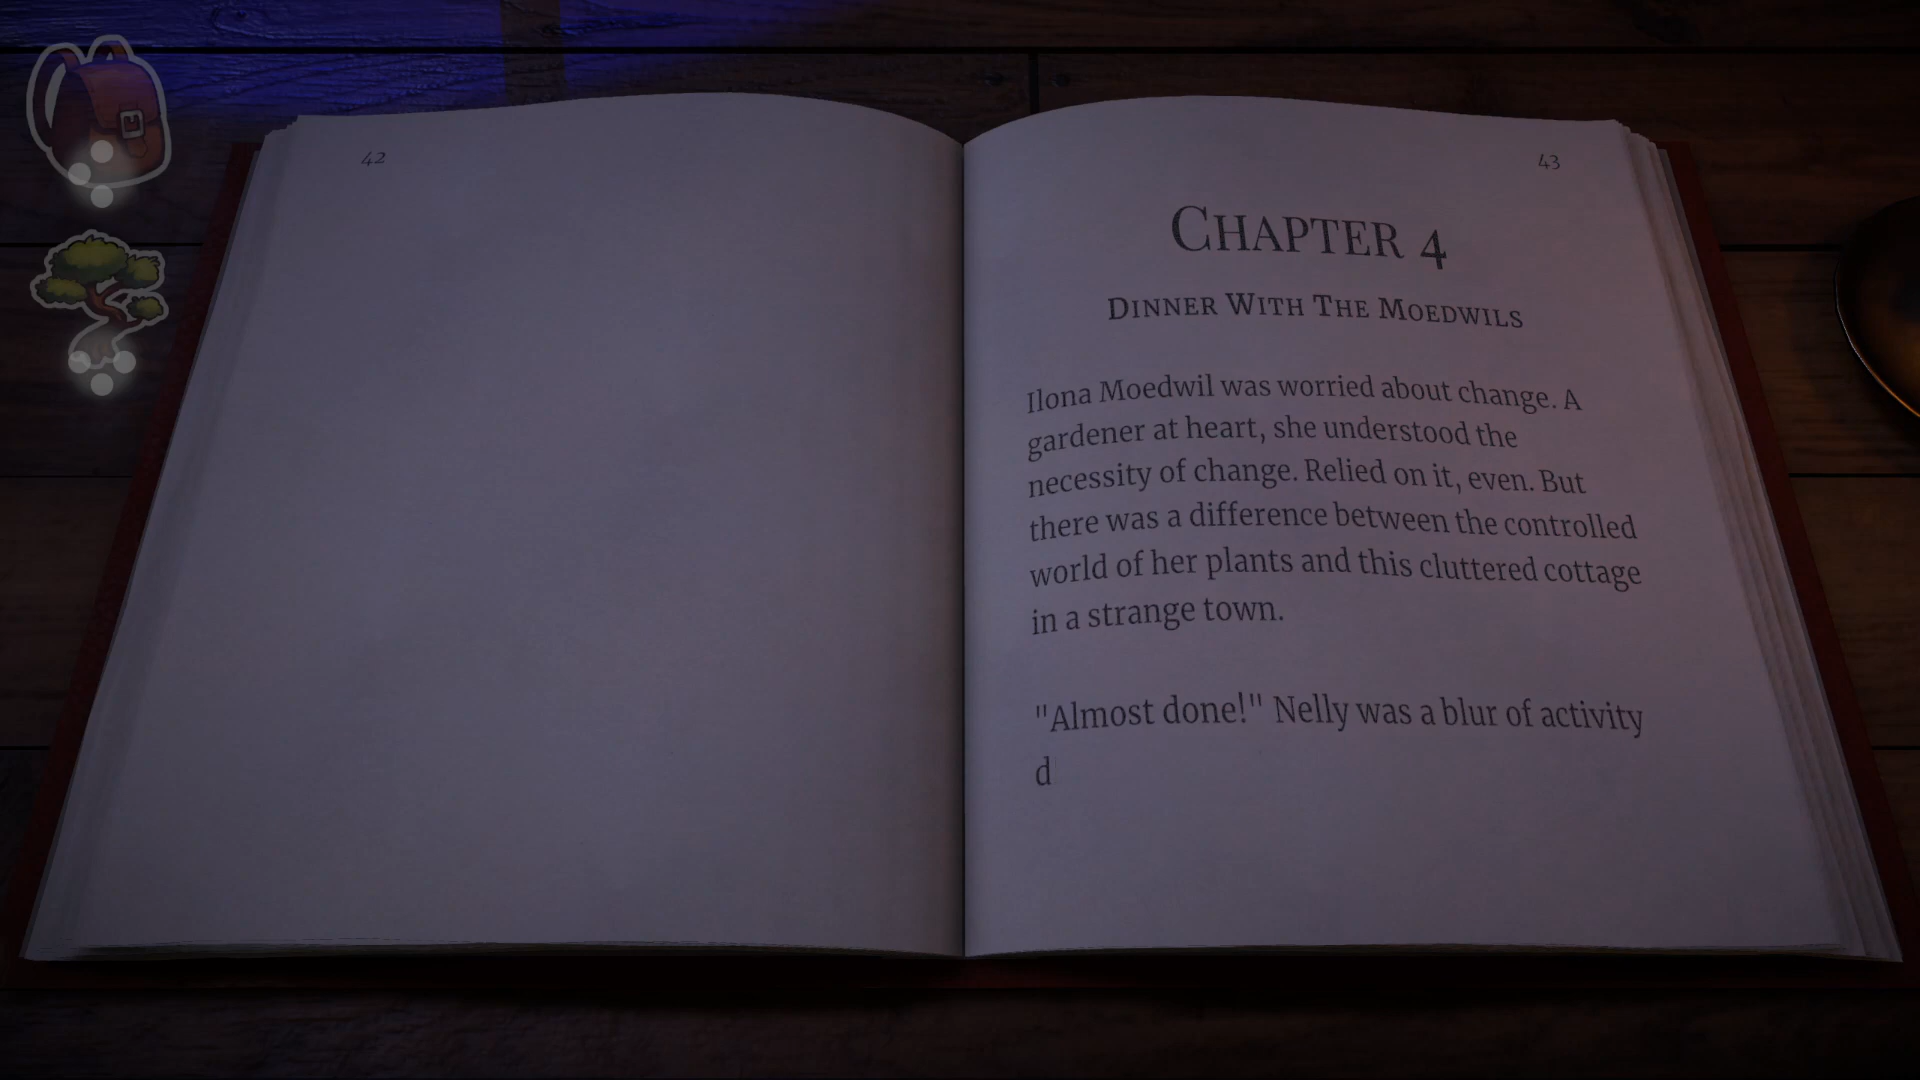 42
43
Chapter 4
Dinner With The Moedwils
Ilona Moedwil was worried about change. A
gardener at heart, she understood the
necessity of change. Relied on it, even. But
there was a difference between the controlled
world of her plants and this cluttered cottage
in a strange town.
"Almost done!" Nelly was a blur of activity
d